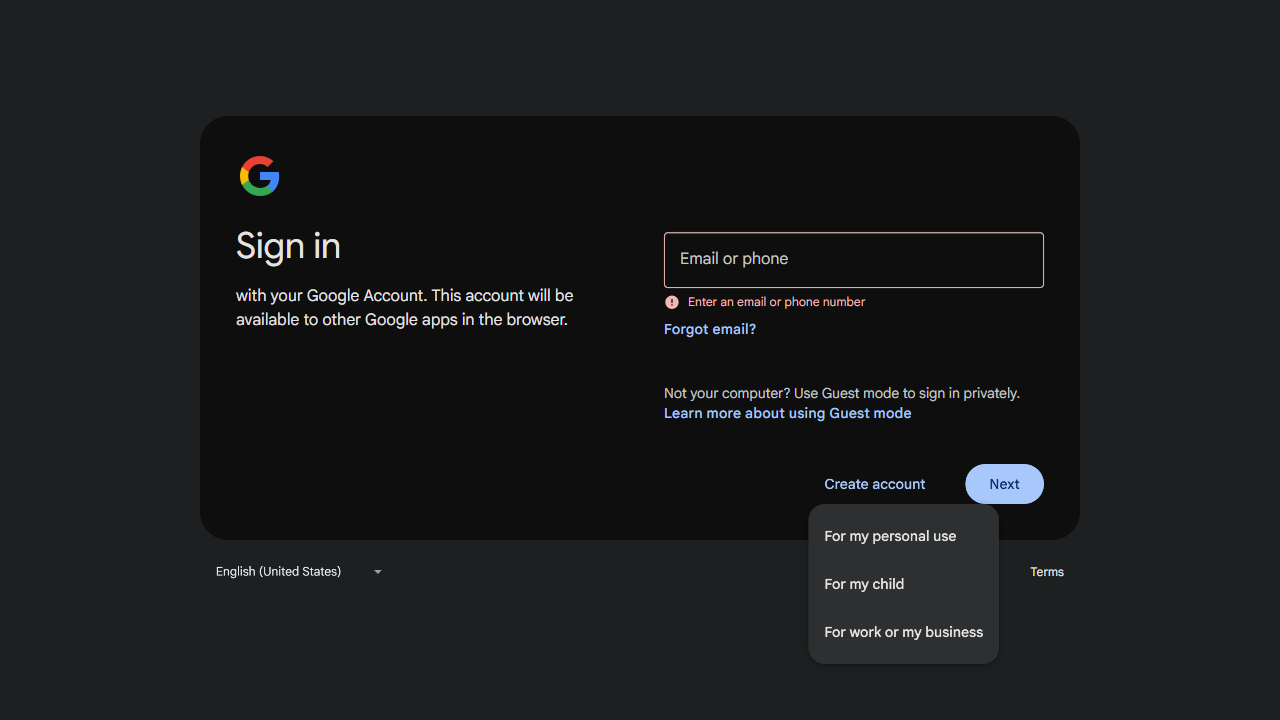 Sign in
with your Google Account. This account will be
available to other Google apps in the browser.
Email or phone
Enter an email or phone number
Forgot email?
Not your computer? Use Guest mode to sign in privately.
Learn more about using Guest mode
Create account
Next
For my personal use
For my child
For work or my business
English (United States)
Terms